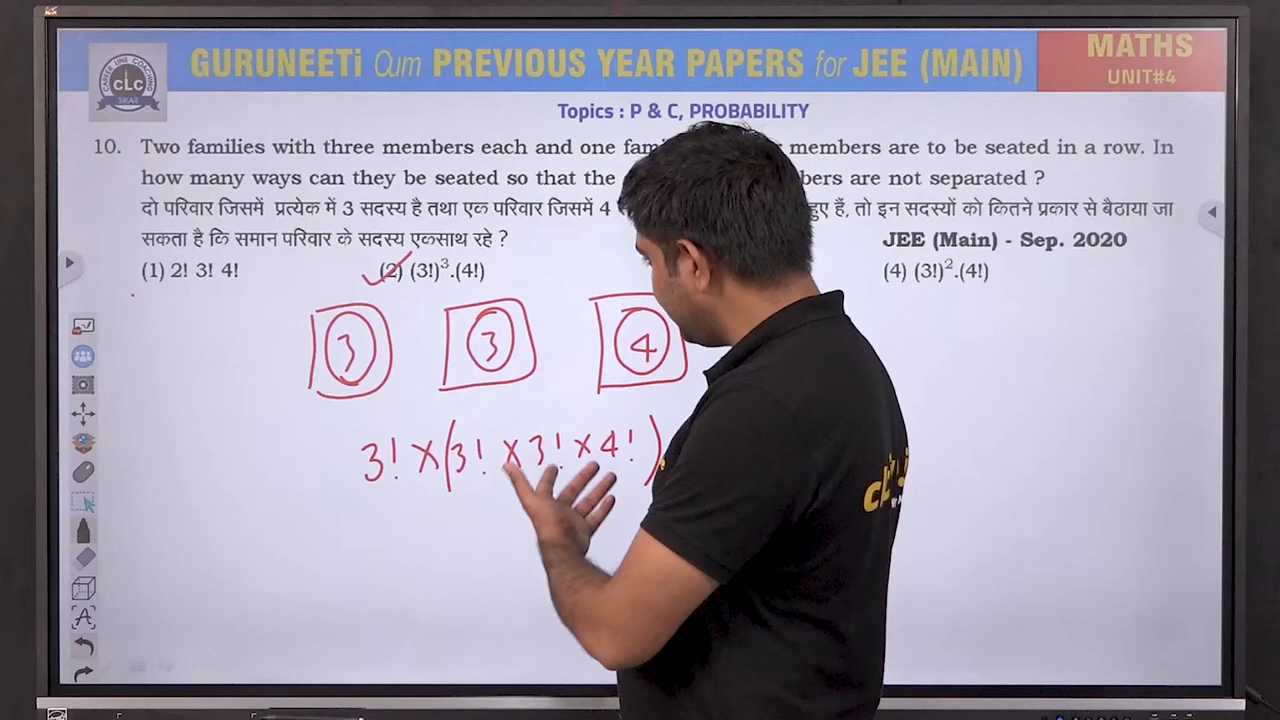 GURUNEETi Cum PREVIOUS YEAR PAPERS for JEE (MAIN)
MATHS
UNIT#4
CAREER LINE COACHING
CLC
SIKAR
Topics : P & C, PROBABILITY
10. Two families with three members each and one members are to be seated in a row. In
how many ways can they be seated so that the are not separated ?
दो परिवार जिसमें प्रत्येक में 3 सदस्य है तथा एक परिवार जिसमें 4 हुए हैं, तो इन सदस्यों को कितने प्रकार से बैठाया जा
सकता है कि समान परिवार के सदस्य एकसाथ रहे ? JEE (Main) - Sep. 2020
(1) 2! 3! 4! (2) (3!)³.(4!) (4) (3!)².(4!)
3 3 4
3! × (3! × 3! × 4!)